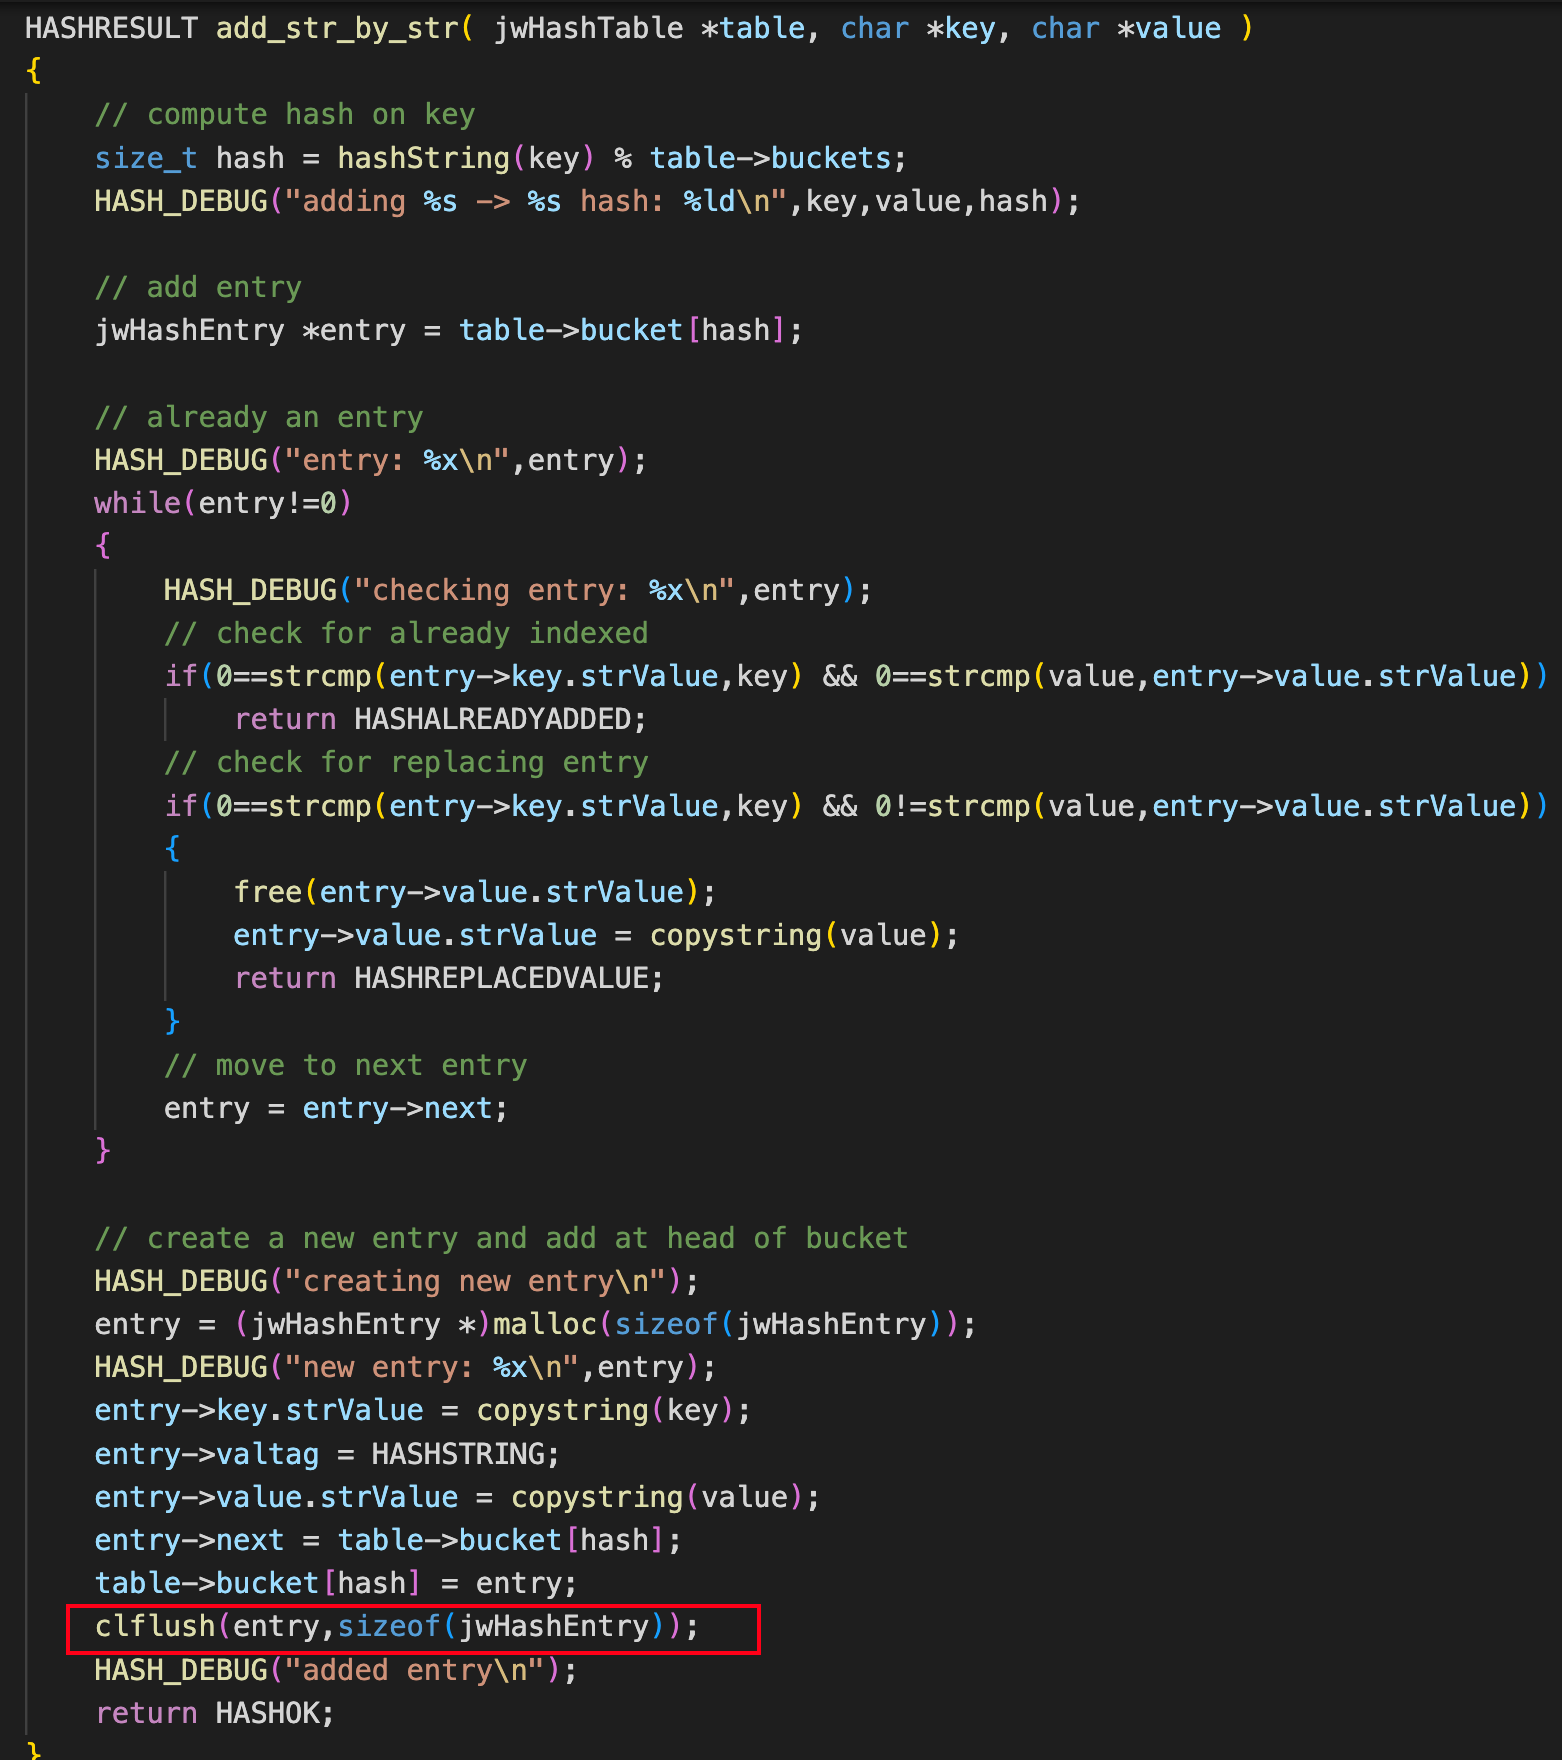 HASHRESULT add_str_by_str( jwHashTable *table, char *key, char *value )
{
    // compute hash on key
    size_t hash = hashString(key) % table->buckets;
    HASH_DEBUG("adding %s -> %s hash: %ld\n",key,value,hash);

    // add entry
    jwHashEntry *entry = table->bucket[hash];

    // already an entry
    HASH_DEBUG("entry: %x\n",entry);
    while(entry!=0)
    {
        HASH_DEBUG("checking entry: %x\n",entry);
        // check for already indexed
        if(0==strcmp(entry->key.strValue,key) && 0==strcmp(value,entry->value.strValue))
            return HASHALREADYADDED;
        // check for replacing entry
        if(0==strcmp(entry->key.strValue,key) && 0!=strcmp(value,entry->value.strValue))
        {
            free(entry->value.strValue);
            entry->value.strValue = copystring(value);
            return HASHREPLACEDVALUE;
        }
        // move to next entry
        entry = entry->next;
    }

    // create a new entry and add at head of bucket
    HASH_DEBUG("creating new entry\n");
    entry = (jwHashEntry *)malloc(sizeof(jwHashEntry));
    HASH_DEBUG("new entry: %x\n",entry);
    entry->key.strValue = copystring(key);
    entry->valtag = HASHSTRING;
    entry->value.strValue = copystring(value);
    entry->next = table->bucket[hash];
    table->bucket[hash] = entry;
    clflush(entry,sizeof(jwHashEntry));
    HASH_DEBUG("added entry\n");
    return HASHOK;
}